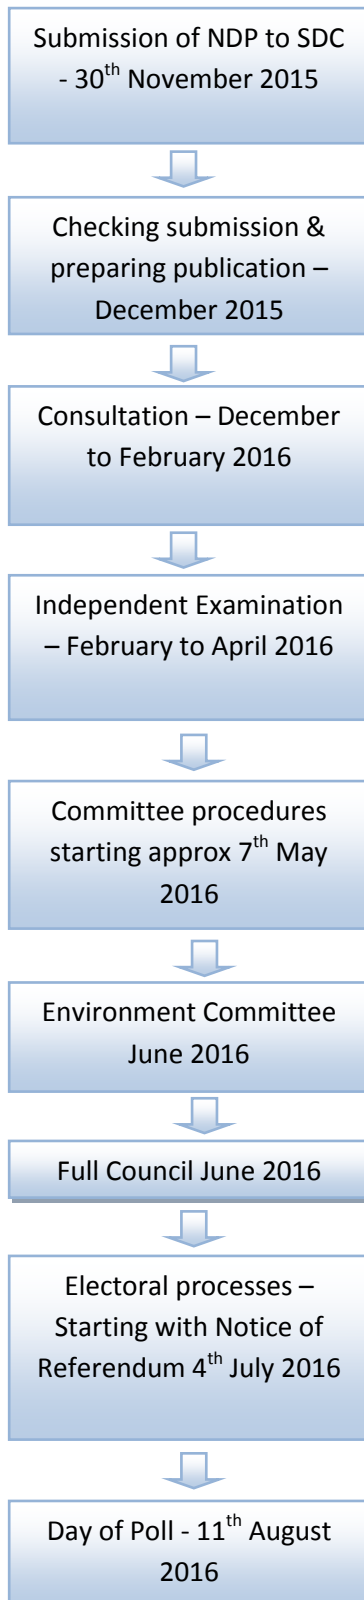 Submission of NDP to SDC
- 30th November 2015
Checking submission &
preparing publication –
December 2015
Consultation – December
to February 2016
Independent Examination
– February to April 2016
Committee procedures
starting approx 7th May
2016
Environment Committee
June 2016
Full Council June 2016
Electoral processes –
Starting with Notice of
Referendum 4th July 2016
Day of Poll - 11th August
2016